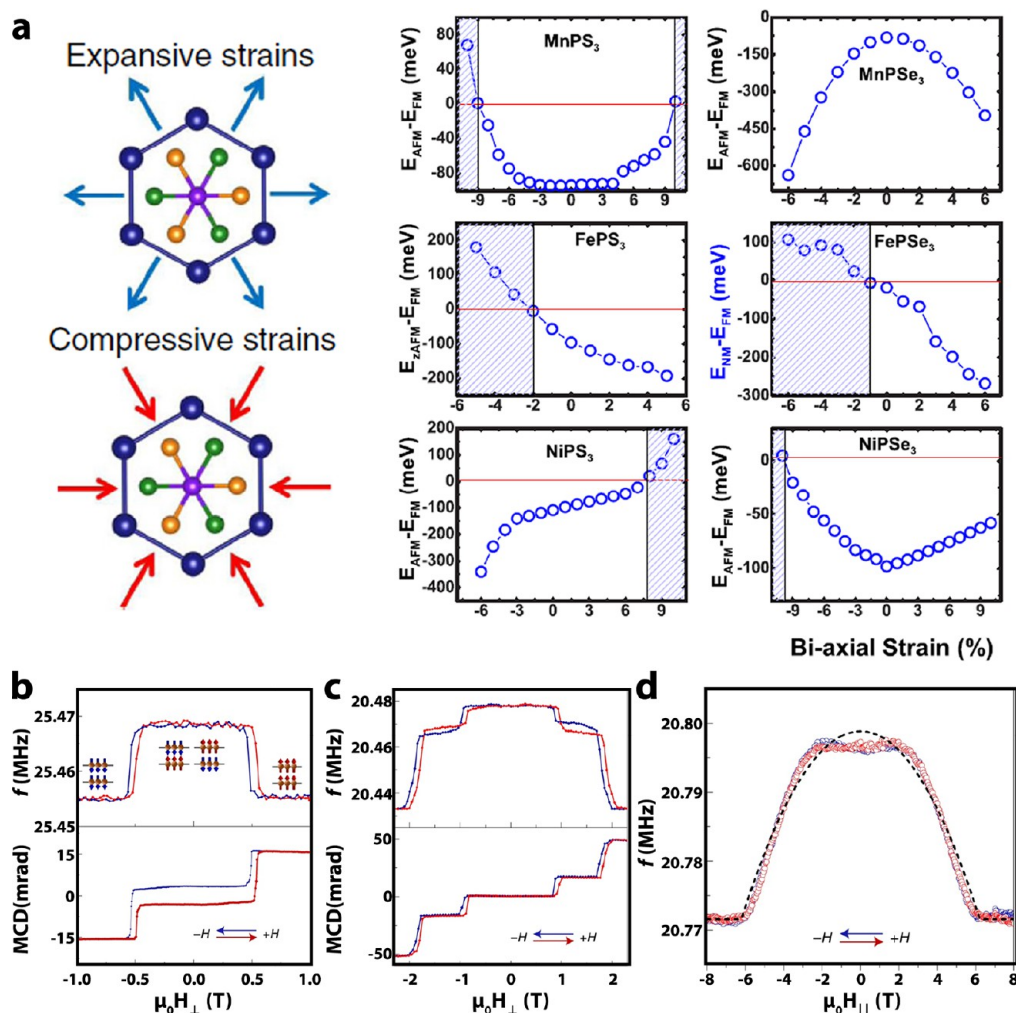 a
Expansive strains
Compressive strains
E_AFM-E_FM (meV)
80
40
0
-40
-80
MnPS₃
-9 -6 -3 0 3 6 9
E_AFM-E_FM (meV)
0
-150
-300
-450
-600
MnPSe₃
-6 -4 -2 0 2 4 6
E_zAFM-E_FM (meV)
200
100
0
-100
-200
FePS₃
-6 -4 -2 0 2 4 6
E_NM-E_FM (meV)
100
0
-100
-200
-300
FePSe₃
-6 -4 -2 0 2 4 6
E_AFM-E_FM (meV)
200
100
0
-100
-200
-300
-400
NiPS₃
-6 -3 0 3 6 9
E_AFM-E_FM (meV)
0
-50
-100
NiPSe₃
-9 -6 -3 0 3 6 9
Bi-axial Strain (%)
b
f (MHz)
25.47
25.46
25.45
MCD(mrad)
15
0
-15
-H +H
-1.0 -0.5 0.0 0.5 1.0
μ₀H⊥ (T)
c
f (MHz)
20.48
20.46
20.44
MCD(mrad)
50
0
-50
-H +H
-2 -1 0 1 2
μ₀H⊥ (T)
d
f (MHz)
20.80
20.79
20.78
20.77
-H +H
-8 -6 -4 -2 0 2 4 6 8
μ₀H|| (T)